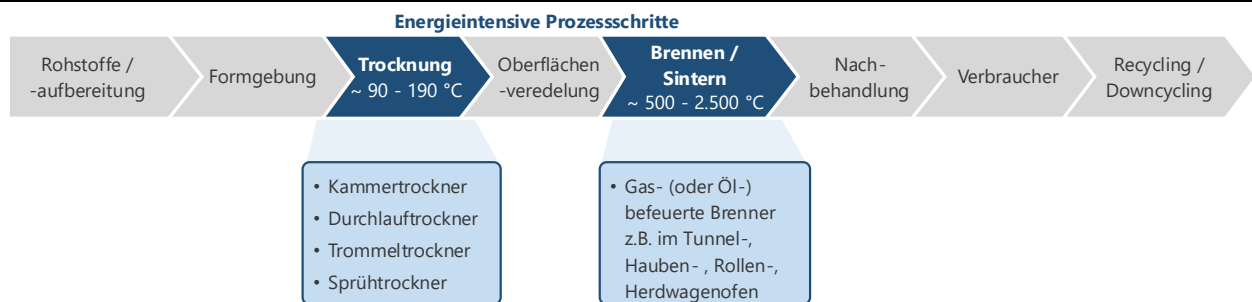 Energieintensive Prozessschritte
Rohstoffe /
-aufbereitung
Formgebung
Trocknung
~ 90 - 190 °C
Oberflächen
-veredelung
Brennen /
Sintern
~ 500 - 2.500 °C
Nach-
behandlung
Verbraucher
Recycling /
Downcycling
• Kammertrockner
• Durchlauftrockner
• Trommeltrockner
• Sprühtrockner
• Gas- (oder Öl-)
befeuerte Brenner
z.B. im Tunnel-,
Hauben- , Rollen-,
Herdwagenofen